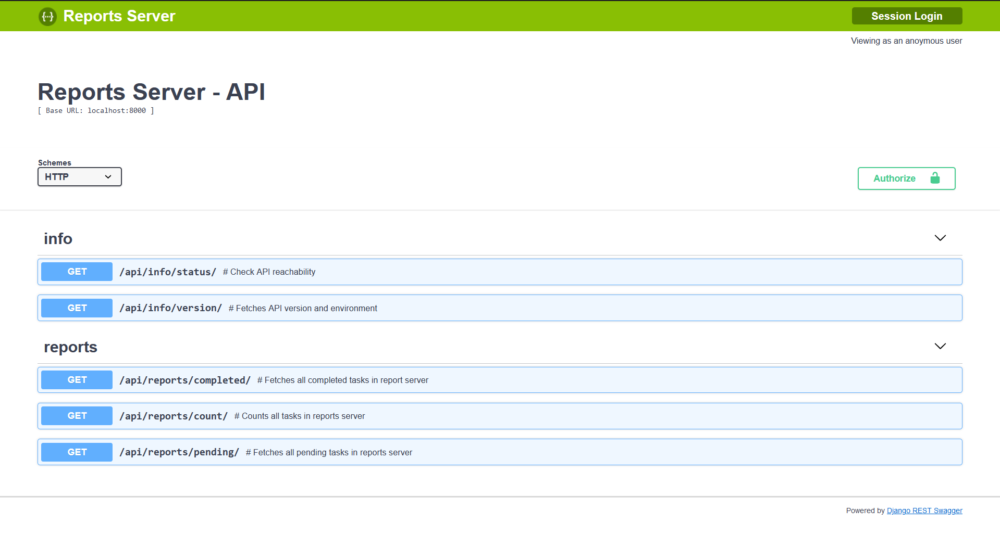 {···} Reports Server
Session Login
Viewing as an anoymous user
Reports Server - API
[ Base URL: localhost:8000 ]
Schemes
HTTP
Authorize
info
GET /api/info/status/ # Check API reachability
GET /api/info/version/ # Fetches API version and environment
reports
GET /api/reports/completed/ # Fetches all completed tasks in report server
GET /api/reports/count/ # Counts all tasks in reports server
GET /api/reports/pending/ # Fetches all pending tasks in reports server
Powered by Django REST Swagger